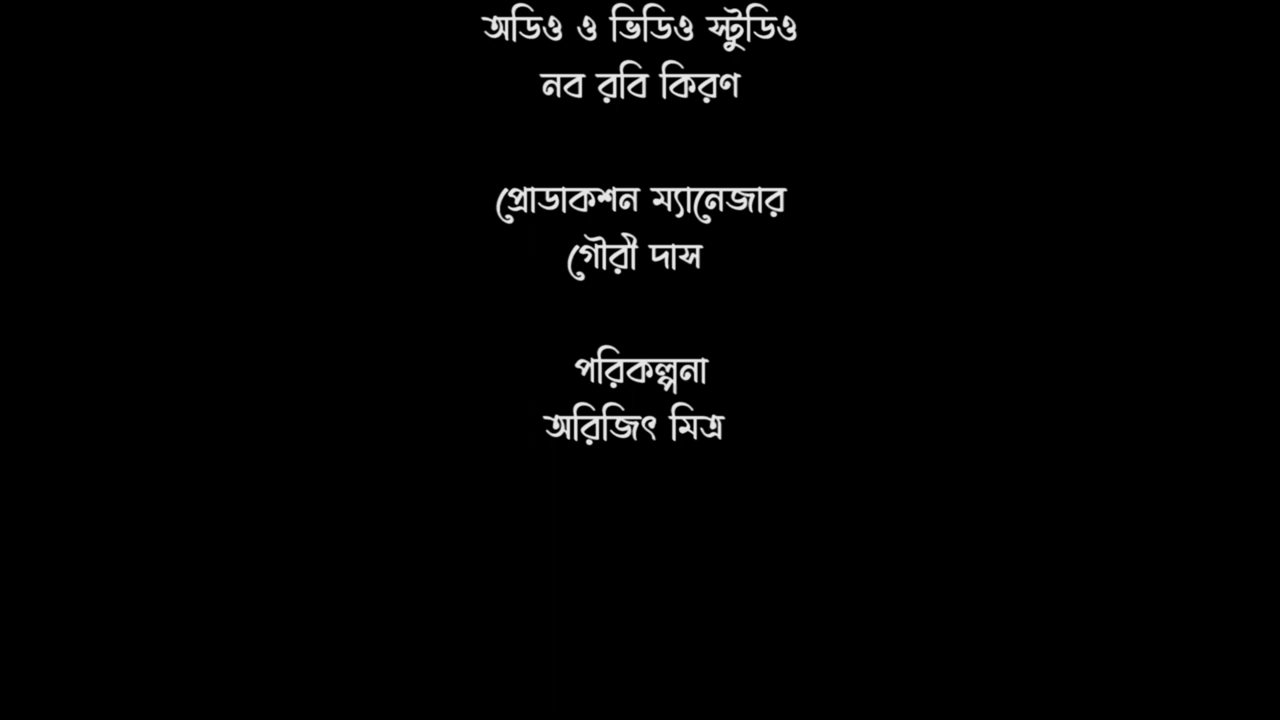 অডিও ও ভিডিও স্টুডিও
নব রবি কিরণ
প্রোডাকশন ম্যানেজার
গৌরী দাস
পরিকল্পনা
অরিজিৎ মিত্র